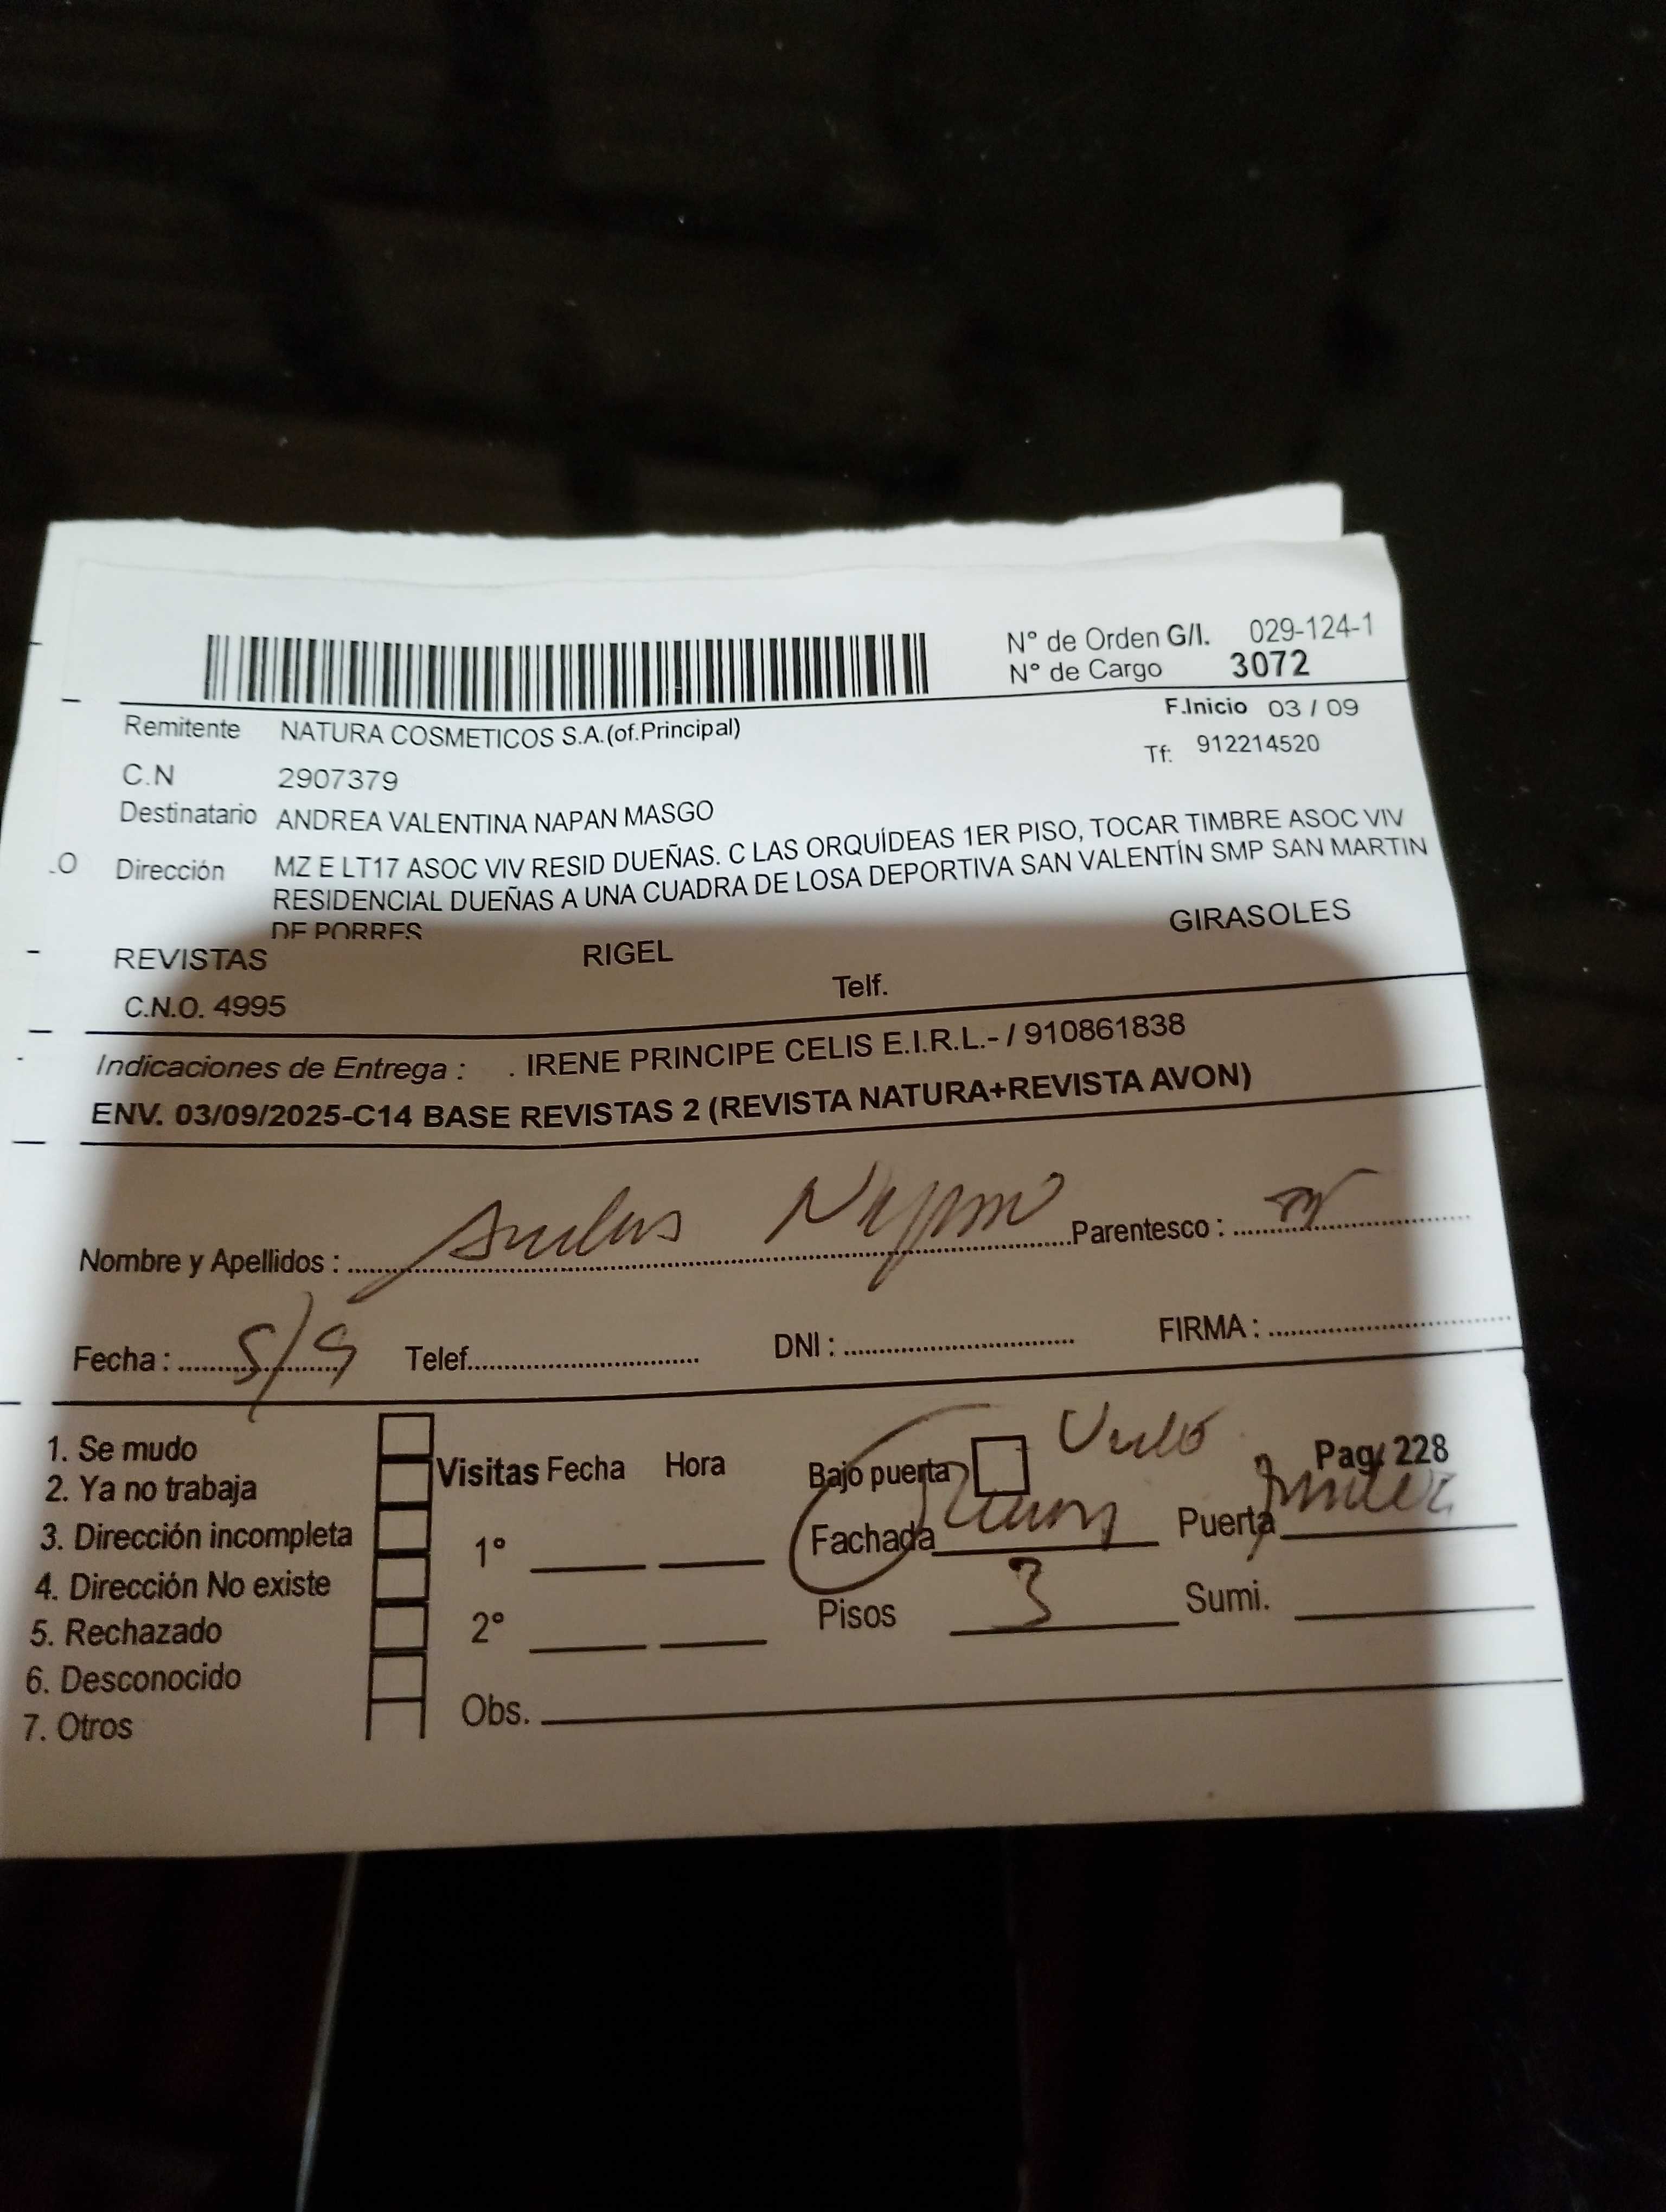 N° de Orden G/I. 029-124-1
N° de Cargo 3072
F.Inicio 03 / 09
Remitente NATURA COSMETICOS S.A.(of.Principal)
Tf: 912214520
C.N 2907379
Destinatario ANDREA VALENTINA NAPAN MASGO
.O Dirección MZ E LT17 ASOC VIV RESID DUEÑAS. C LAS ORQUÍDEAS 1ER PISO, TOCAR TIMBRE ASOC VIV
RESIDENCIAL DUEÑAS A UNA CUADRA DE LOSA DEPORTIVA SAN VALENTÍN SMP SAN MARTIN
DE PORRES
REVISTAS RIGEL GIRASOLES
C.N.O. 4995 Telf.
Indicaciones de Entrega : . IRENE PRINCIPE CELIS E.I.R.L.- / 910861838
ENV. 03/09/2025-C14 BASE REVISTAS 2 (REVISTA NATURA+REVISTA AVON)
Nombre y Apellidos : Parentesco :
Fecha : 5/9 Telef. DNI : FIRMA :
1. Se mudo
2. Ya no trabaja
3. Dirección incompleta
4. Dirección No existe
5. Rechazado
6. Desconocido
7. Otros
Visitas Fecha Hora
1°
2°
Obs.
Bajo puerta Pag: 228
Fachada Puerta
Pisos 3 Sumi.